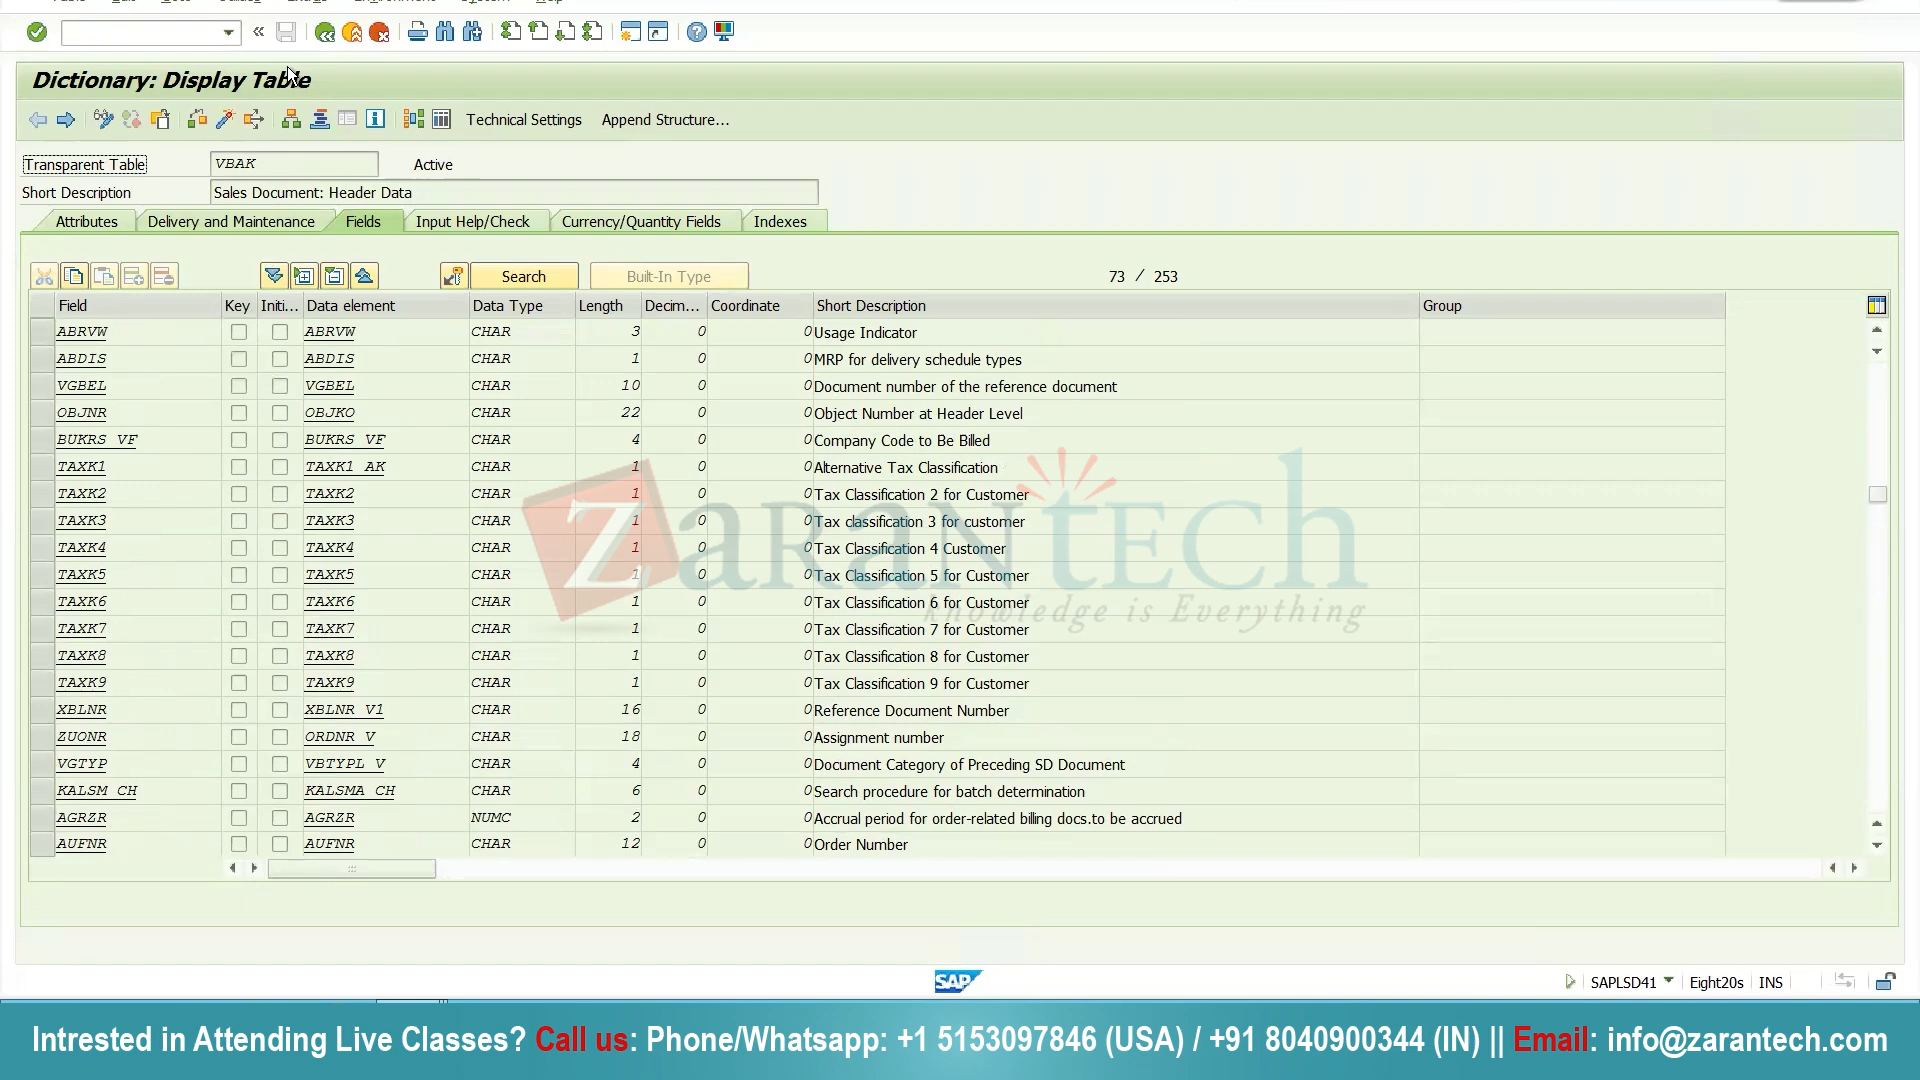 Dictionary: Display Table
Technical Settings Append Structure...
Transparent Table VBAK Active
Short Description Sales Document: Header Data
Attributes Delivery and Maintenance Fields Input Help/Check Currency/Quantity Fields Indexes
Search Built-In Type 73 / 253
Field Key Initi... Data element Data Type Length Decim... Coordinate Short Description Group
ABRVW ABRVW CHAR 3 0 0 Usage Indicator
ABDIS ABDIS CHAR 1 0 0 MRP for delivery schedule types
VGBEL VGBEL CHAR 10 0 0 Document number of the reference document
OBJNR OBJKO CHAR 22 0 0 Object Number at Header Level
BUKRS_VF BUKRS_VF CHAR 4 0 0 Company Code to Be Billed
TAXK1 TAXK1_AK CHAR 1 0 0 Alternative Tax Classification
TAXK2 TAXK2 CHAR 1 0 0 Tax Classification 2 for Customer
TAXK3 TAXK3 CHAR 1 0 0 Tax classification 3 for customer
TAXK4 TAXK4 CHAR 1 0 0 Tax Classification 4 Customer
TAXK5 TAXK5 CHAR 1 0 0 Tax Classification 5 for Customer
TAXK6 TAXK6 CHAR 1 0 0 Tax Classification 6 for Customer
TAXK7 TAXK7 CHAR 1 0 0 Tax Classification 7 for Customer
TAXK8 TAXK8 CHAR 1 0 0 Tax Classification 8 for Customer
TAXK9 TAXK9 CHAR 1 0 0 Tax Classification 9 for Customer
XBLNR XBLNR_V1 CHAR 16 0 0 Reference Document Number
ZUONR ORDNR_V CHAR 18 0 0 Assignment number
VGTYP VBTYPL_V CHAR 4 0 0 Document Category of Preceding SD Document
KALSM_CH KALSMA_CH CHAR 6 0 0 Search procedure for batch determination
AGRZR AGRZR NUMC 2 0 0 Accrual period for order-related billing docs.to be accrued
AUFNR AUFNR CHAR 12 0 0 Order Number
ZaranTech
Knowledge is Everything
SAP SAPLSD41 Eight20s INS
Intrested in Attending Live Classes? Call us: Phone/Whatsapp: +1 5153097846 (USA) / +91 8040900344 (IN) || Email: info@zarantech.com